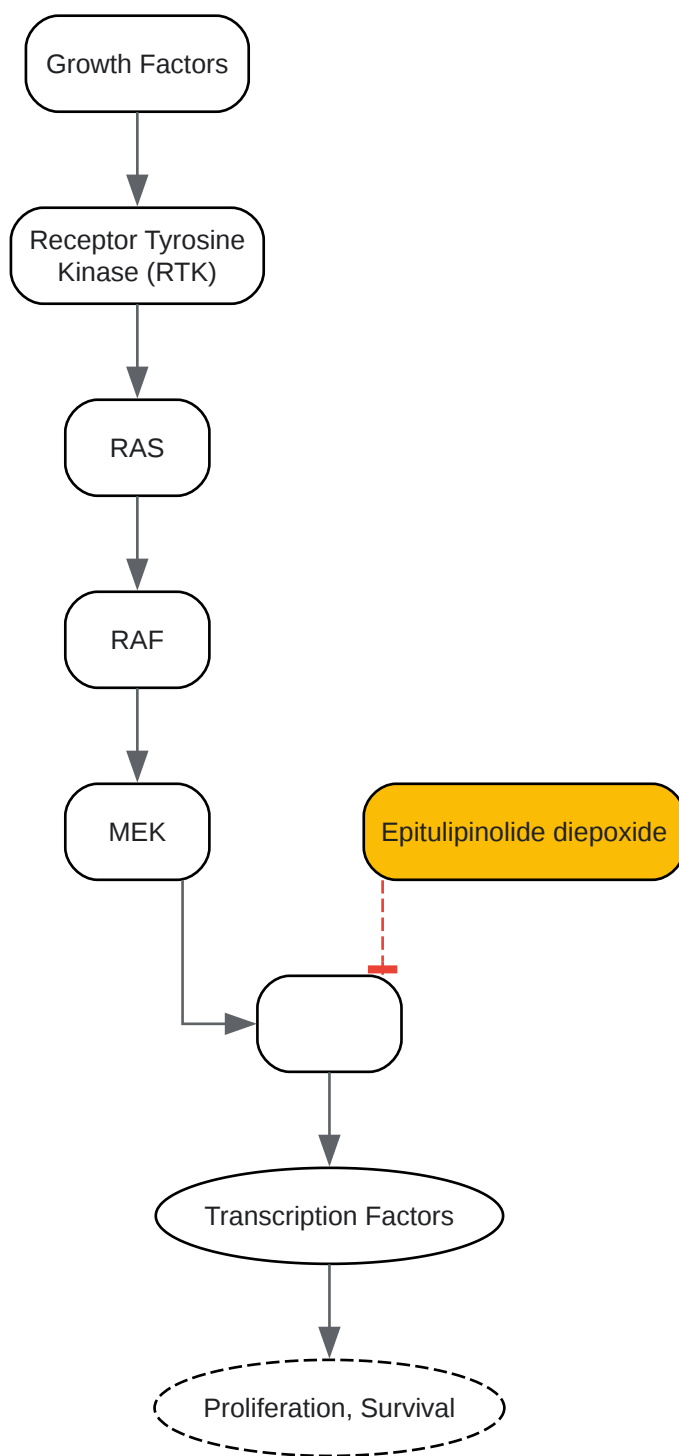 Growth Factors
Receptor Tyrosine
Kinase (RTK)
RAS
RAF
MEK
Epitulipinolide diepoxide
Transcription Factors
Proliferation, Survival